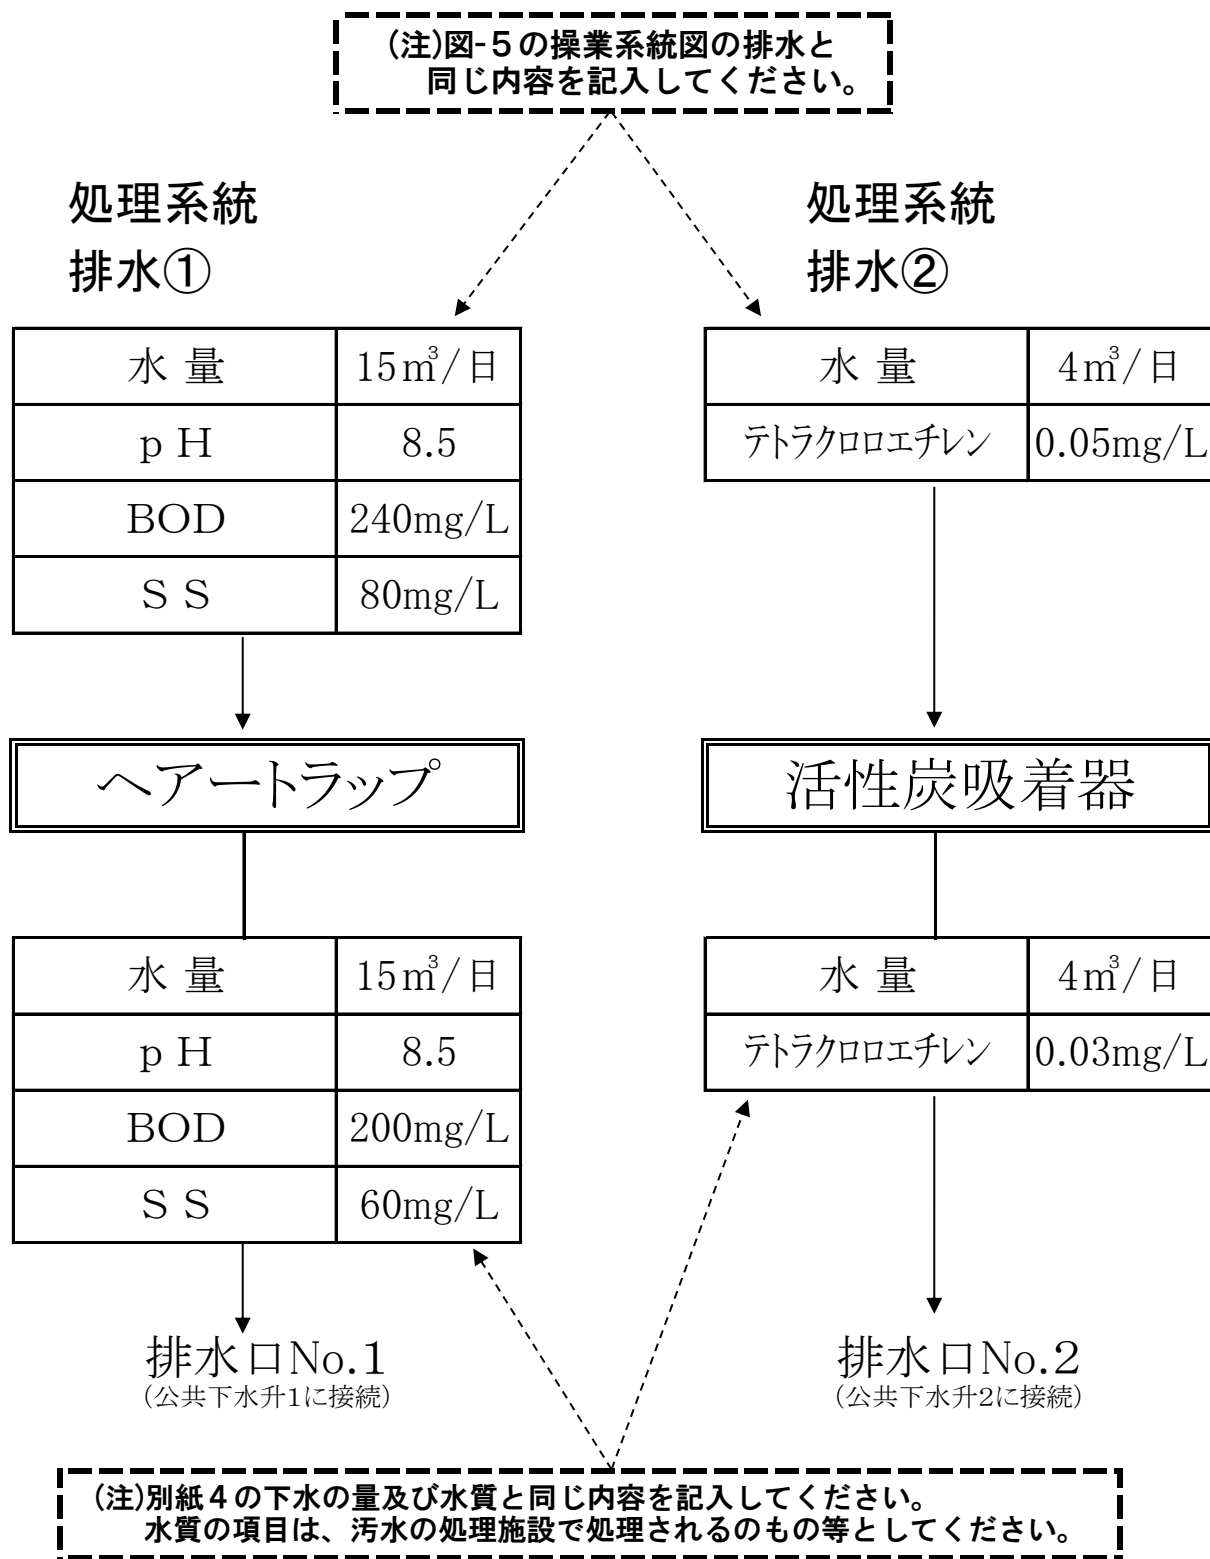 (注)図-5の操業系統図の排水と
同じ内容を記入してください。
処理系統
排水①
処理系統
排水②
水 量 15㎥/日
p H 8.5
BOD 240mg/L
S S 80mg/L
水 量 4㎥/日
テトラクロロエチレン 0.05mg/L
ヘアートラップ
活性炭吸着器
水 量 15㎥/日
p H 8.5
BOD 200mg/L
S S 60mg/L
水 量 4㎥/日
テトラクロロエチレン 0.03mg/L
排水口No.1
(公共下水升1に接続)
排水口No.2
(公共下水升2に接続)
(注)別紙4の下水の量及び水質と同じ内容を記入してください。
水質の項目は、汚水の処理施設で処理されるのもの等としてください。